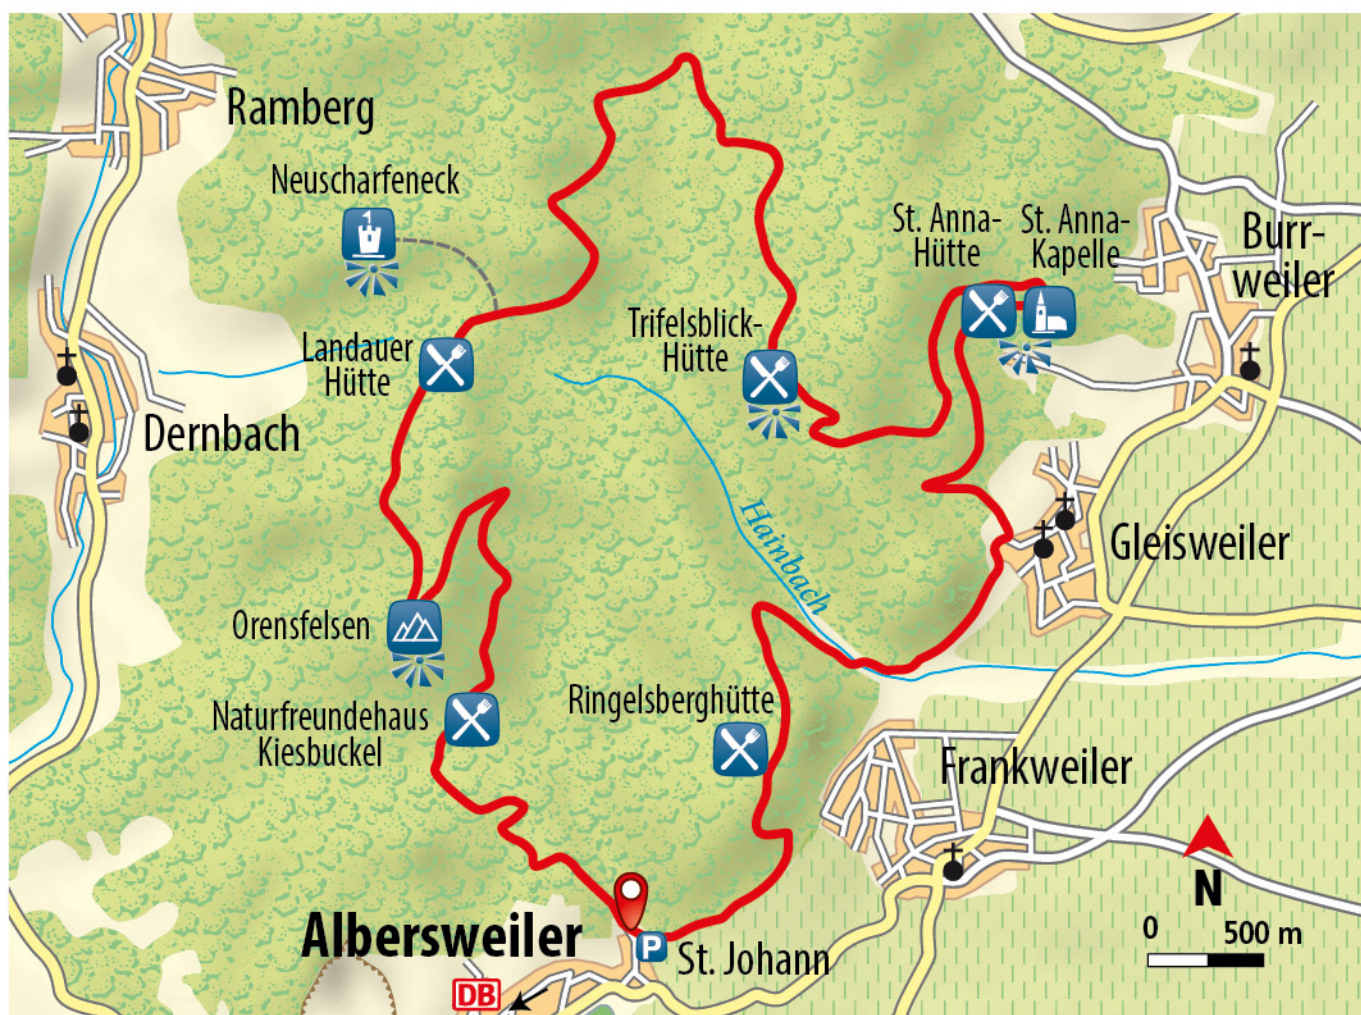 Ramberg
Neuscharfeneck
St. Anna-
Hütte
St. Anna-
Kapelle
Burr-
weiler
Landauer
Hütte
Trifelsblick-
Hütte
Dernbach
Hainbach
Gleisweiler
Orensfelsen
Naturfreundehaus
Kiesbuckel
Ringelsberghütte
Frankweiler
N
0 500 m
Albersweiler
P
St. Johann
DB